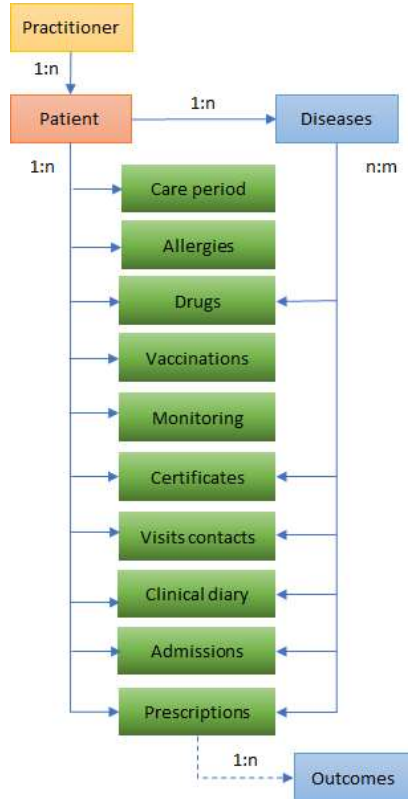 Practitioner
1:n
1:n
Patient
Diseases
1:n
n:m
Care period
Allergies
Drugs
Vaccinations
Monitoring
Certificates
Visits contacts
Clinical diary
Admissions
Prescriptions
1:n
Outcomes